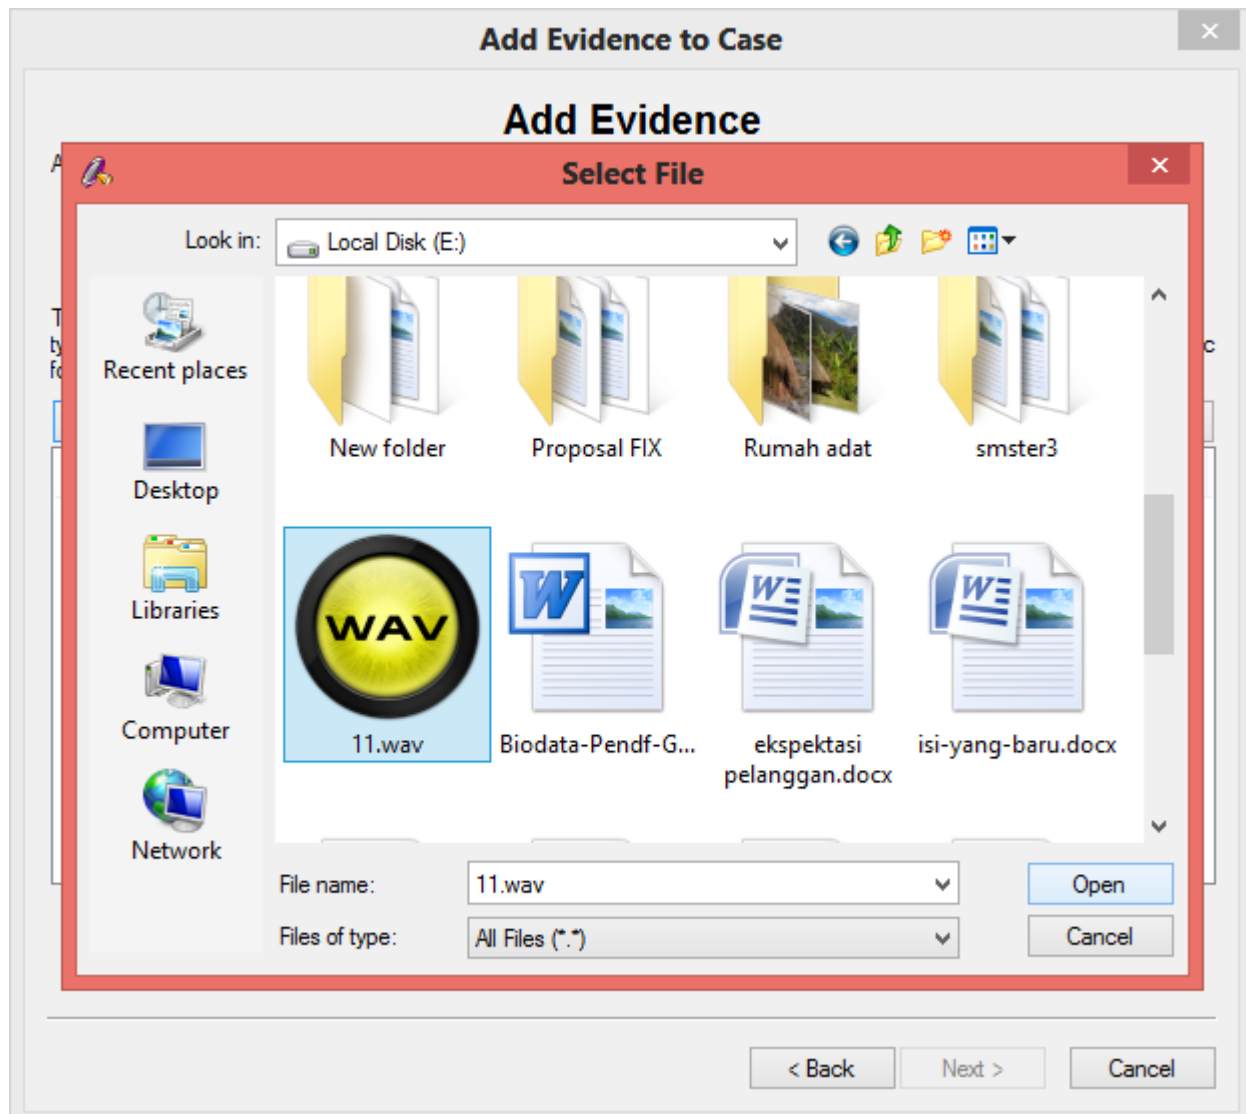 Add Evidence to Case
Add Evidence
A
Select File
Look in:
Local Disk (E:)
T
ty
fo
c
Recent places
Desktop
Libraries
Computer
Network
New folder
Proposal FIX
Rumah adat
smster3
WAV
11.wav
Biodata-Pendf-G...
ekspektasi
pelanggan.docx
isi-yang-baru.docx
File name:
11.wav
Open
Files of type:
All Files (*.*)
Cancel
< Back
Next >
Cancel